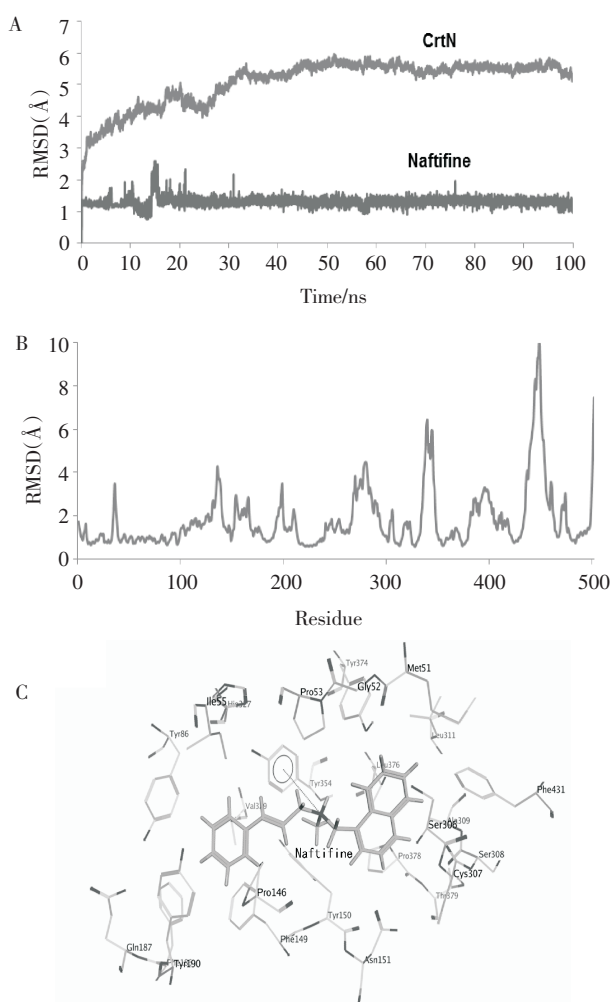 A
7
6
5
4
3
2
1
0
RMSD(Å)
CrtN
Naftifine
0 10 20 30 40 50 60 70 80 90 100
Time/ns
B
10
8
6
4
2
0
RMSD(Å)
0 100 200 300 400 500
Residue
C
Met51
Tyr374
Gly52
Pro53
Ile55
Tyr86
Leu311
Leu376
Tyr354
Phe431
Val329
Ser306
Ser308
Naftifine
Pro378
Cys307
Thr379
Pro146
Tyr150
Phe149
Asn151
Gln187
Tyr190